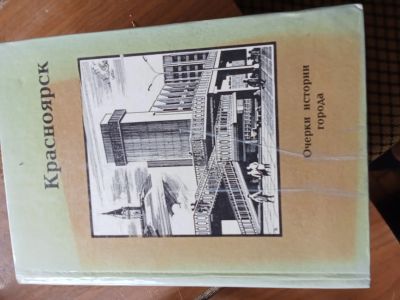 Красноярск
Очерки истории
города